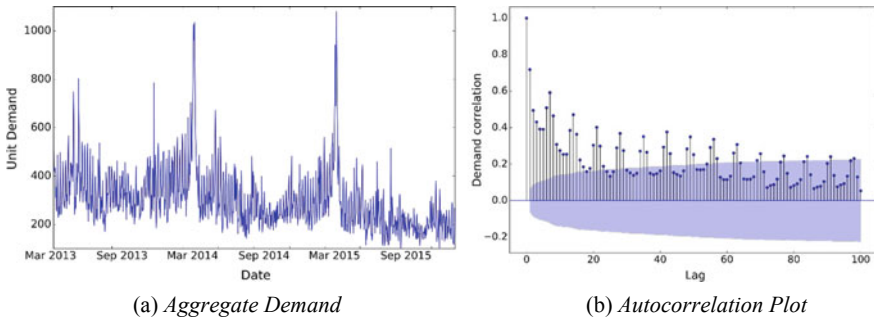 1000
800
600
400
200
Unit Demand
Mar 2013
Sep 2013
Mar 2014
Sep 2014
Mar 2015
Sep 2015
Date
(a) Aggregate Demand
1.0
0.8
0.6
0.4
0.2
0.0
−0.2
Demand correlation
0
20
40
60
80
100
Lag
(b) Autocorrelation Plot